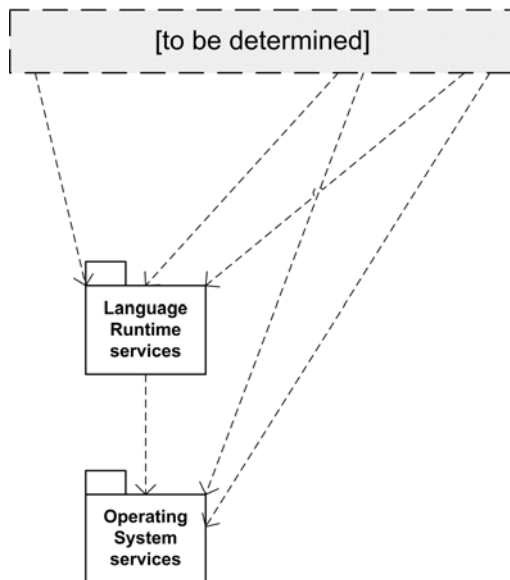 [to be determined]
Language
Runtime
services
Operating
System
services